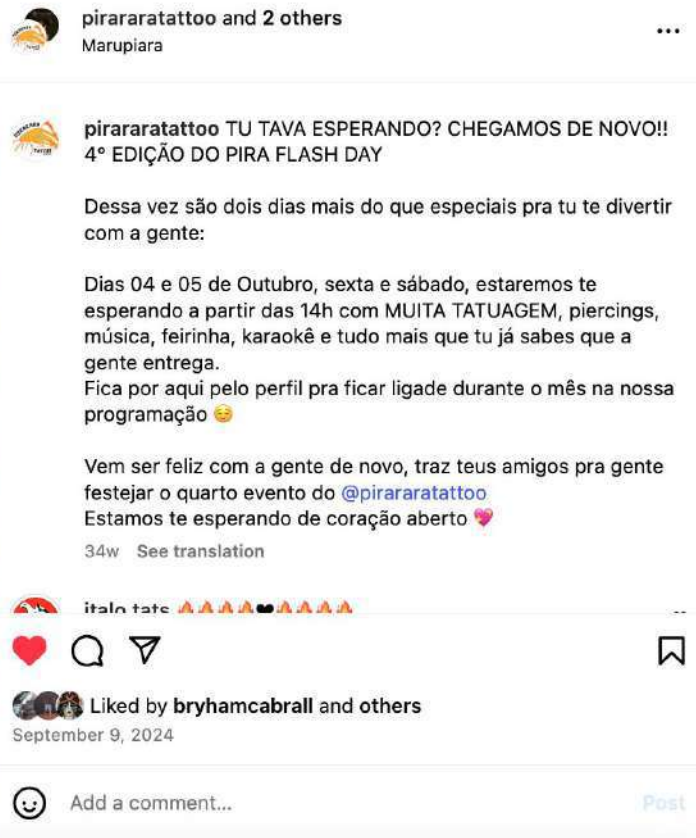 pirararatattoo and 2 others
Marupiara
pirararatattoo TU TAVA ESPERANDO? CHEGAMOS DE NOVO!!
4° EDIÇÃO DO PIRA FLASH DAY
Dessa vez são dois dias mais do que especiais pra tu te divertir
com a gente:
Dias 04 e 05 de Outubro, sexta e sábado, estaremos te
esperando a partir das 14h com MUITA TATUAGEM, piercings,
música, feirinha, karaokê e tudo mais que tu já sabes que a
gente entrega.
Fica por aqui pelo perfil pra ficar ligade durante o mês na nossa
programação 😌
Vem ser feliz com a gente de novo, traz teus amigos pra gente
festejar o quarto evento do @pirararatattoo
Estamos te esperando de coração aberto 💖
34w See translation
italo tats 🔥🔥🔥🔥🖤🔥🔥🔥🔥
Liked by bryhamcabrall and others
September 9, 2024
Add a comment...
Post